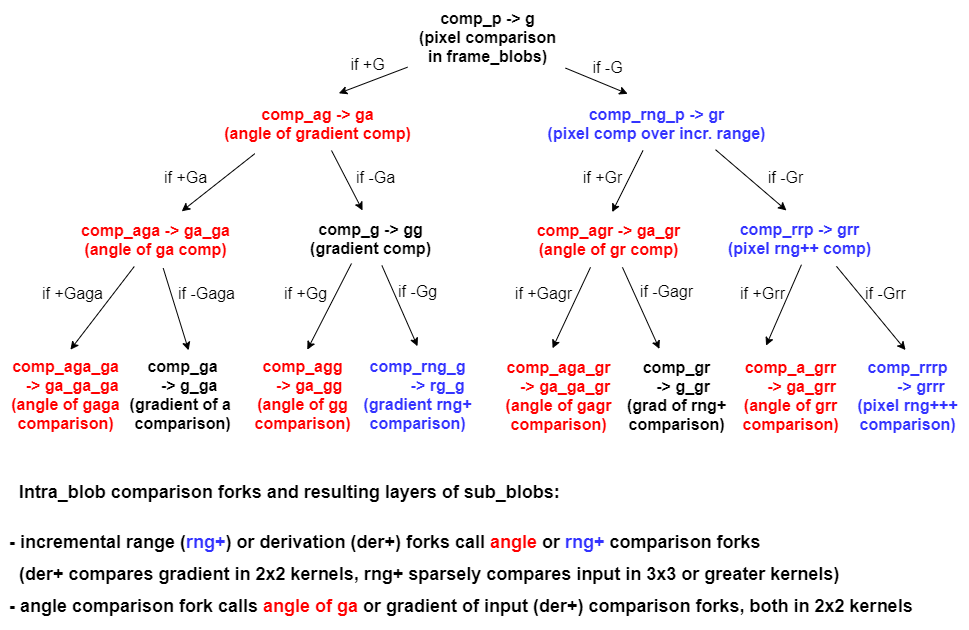 comp_p -> g
(pixel comparison
in frame_blobs)
if +G
if -G
comp_ag -> ga
(angle of gradient comp)
comp_rng_p -> gr
(pixel comp over incr. range)
if +Ga
if -Ga
if +Gr
if -Gr
comp_aga -> ga_ga
(angle of ga comp)
comp_g -> gg
(gradient comp)
comp_agr -> ga_gr
(angle of gr comp)
comp_rrp -> grr
(pixel rng++ comp)
if +Gaga
if -Gaga
if +Gg
if -Gg
if +Gagr
if -Gagr
if +Grr
if -Grr
comp_aga_ga
-> ga_ga_ga
(angle of gaga
comparison)
comp_ga
-> g_ga
(gradient of a
comparison)
comp_agg
-> ga_gg
(angle of gg
comparison)
comp_rng_g
-> rg_g
(gradient rng+
comparison)
comp_aga_gr
-> ga_ga_gr
(angle of gagr
comparison)
comp_gr
-> g_gr
(grad of rng+
comparison)
comp_a_grr
-> ga_grr
(angle of grr
comparison)
comp_rrrp
-> grrr
(pixel rng+++
comparison)
Intra_blob comparison forks and resulting layers of sub_blobs:
- incremental range (rng+) or derivation (der+) forks call angle or rng+ comparison forks
(der+ compares gradient in 2x2 kernels, rng+ sparsely compares input in 3x3 or greater kernels)
- angle comparison fork calls angle of ga or gradient of input (der+) comparison forks, both in 2x2 kernels